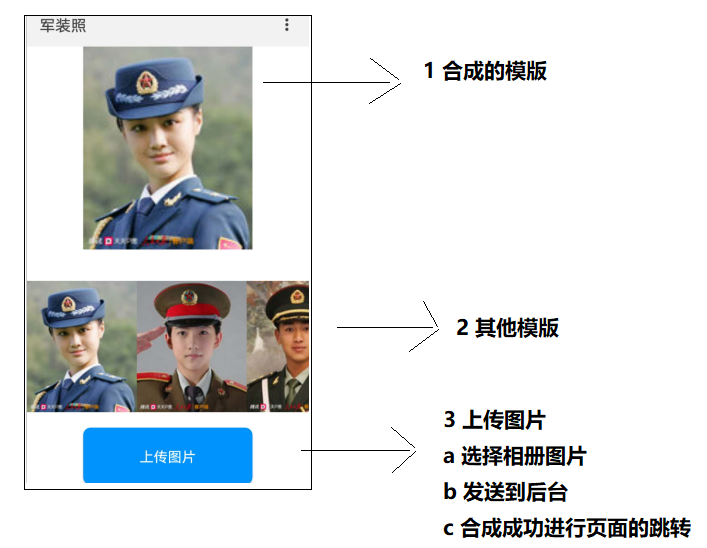 军装照
1 合成的模版
2 其他模版
3 上传图片
a 选择相册图片
b 发送到后台
c 合成成功进行页面的跳转
上传图片